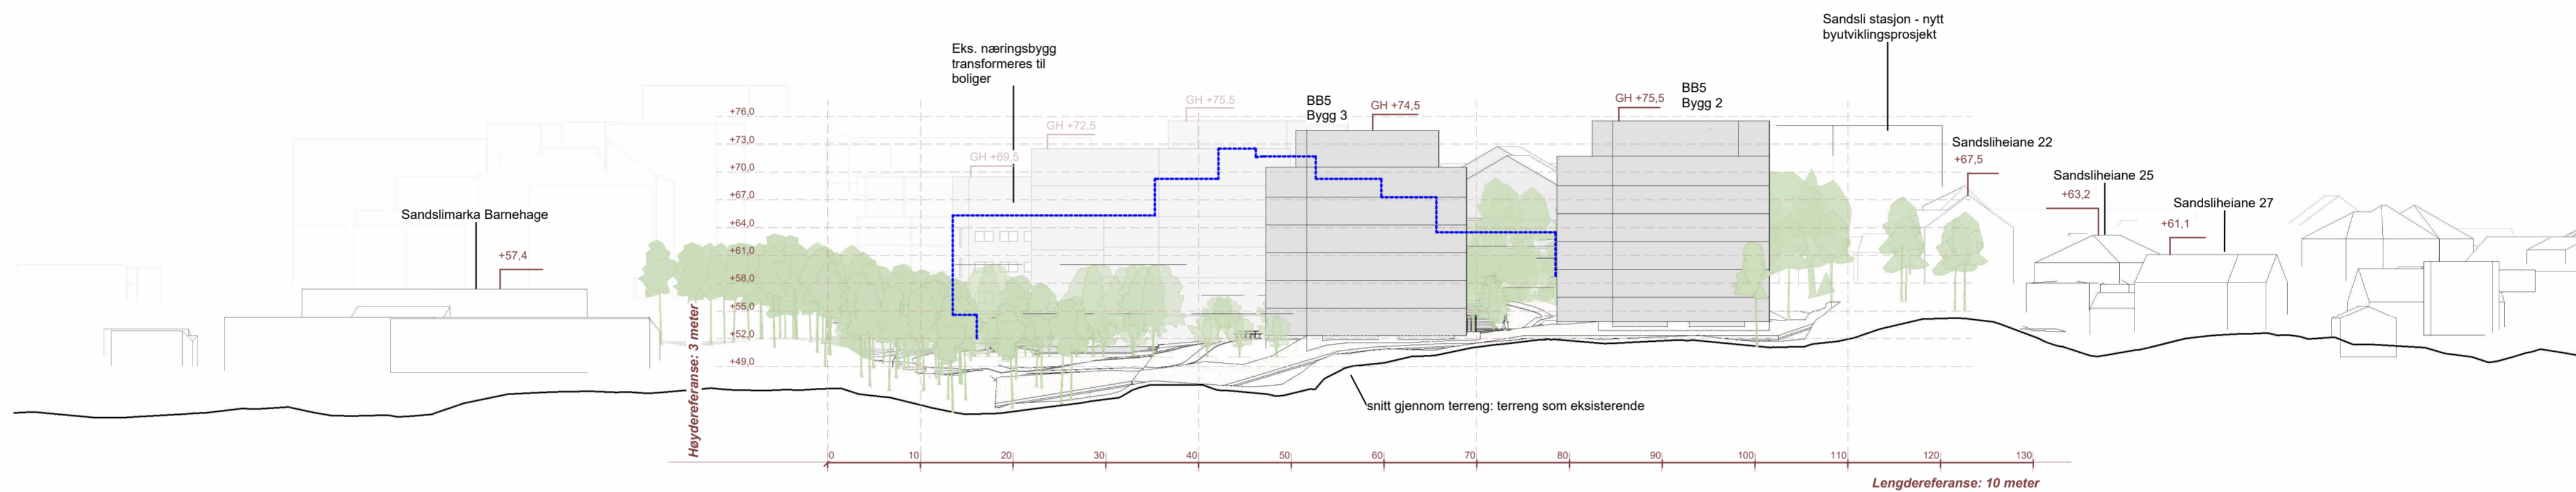 Sandsli stasjon - nytt
byutviklingsprosjekt
Eks. næringsbygg
transformeres til
boliger
GH +75,5
GH +72,5
GH +69,5
BB5
Bygg 3
GH +74,5
GH +75,5
BB5
Bygg 2
Sandsliheiane 22
+67,5
Sandsliheiane 25
+63,2
Sandsliheiane 27
+61,1
Sandslimarka Barnehage
+57,4
+76,0
+73,0
+70,0
+67,0
+64,0
+61,0
+58,0
+55,0
+52,0
+49,0
Høydereferanse: 3 meter
snitt gjennom terreng: terreng som eksisterende
0 10 20 30 40 50 60 70 80 90 100 110 120 130
Lengdereferanse: 10 meter